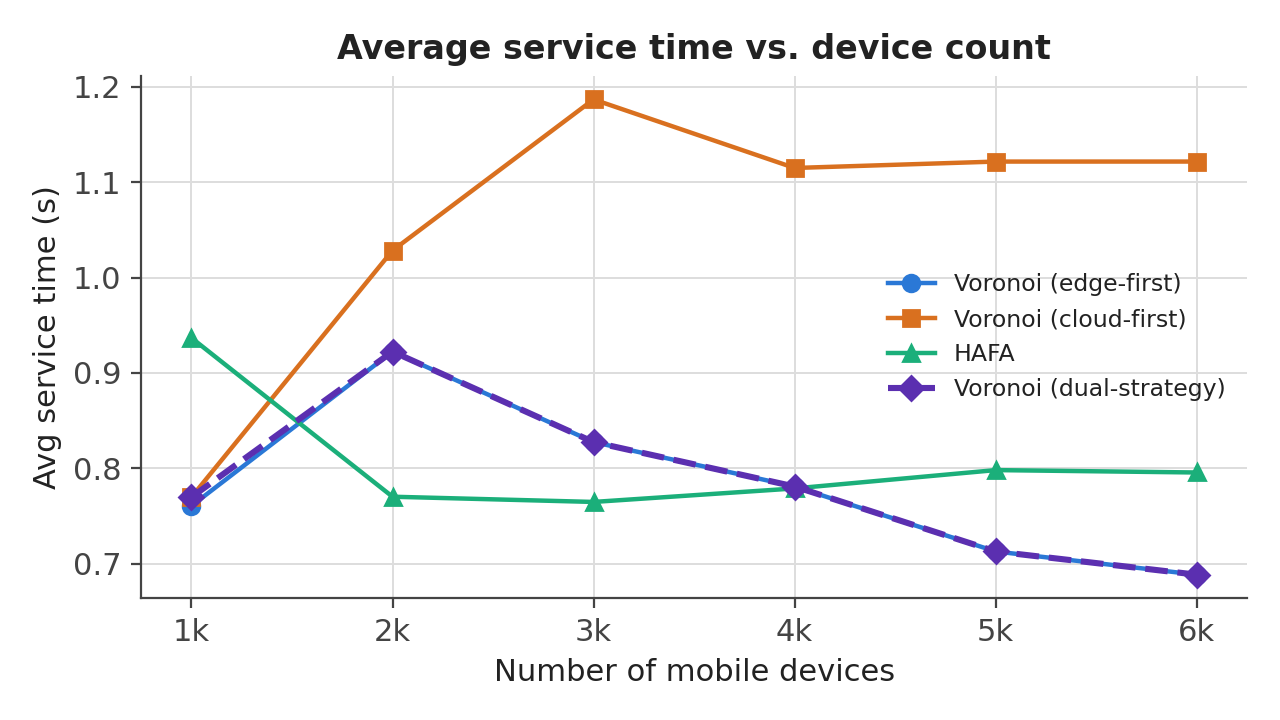 Average service time vs. device count
Avg service time (s)
1.2
1.1
1.0
0.9
0.8
0.7
Voronoi (edge-first)
Voronoi (cloud-first)
HAFA
Voronoi (dual-strategy)
1k 2k 3k 4k 5k 6k
Number of mobile devices